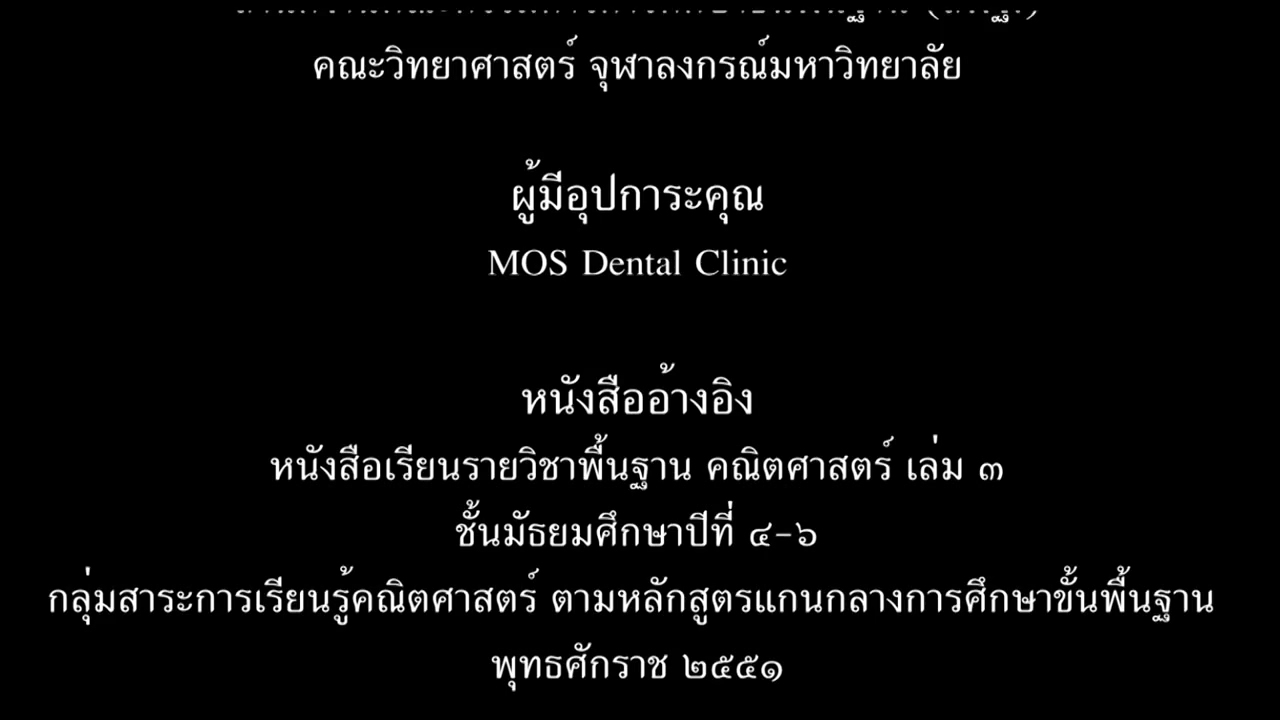 คณะวิทยาศาสตร์ จุฬาลงกรณ์มหาวิทยาลัย
ผู้มีอุปการะคุณ
MOS Dental Clinic
หนังสืออ้างอิง
หนังสือเรียนรายวิชาพื้นฐาน คณิตศาสตร์ เล่ม ๓
ชั้นมัธยมศึกษาปีที่ ๔-๖
กลุ่มสาระการเรียนรู้คณิตศาสตร์ ตามหลักสูตรแกนกลางการศึกษาขั้นพื้นฐาน
พุทธศักราช ๒๕๕๑